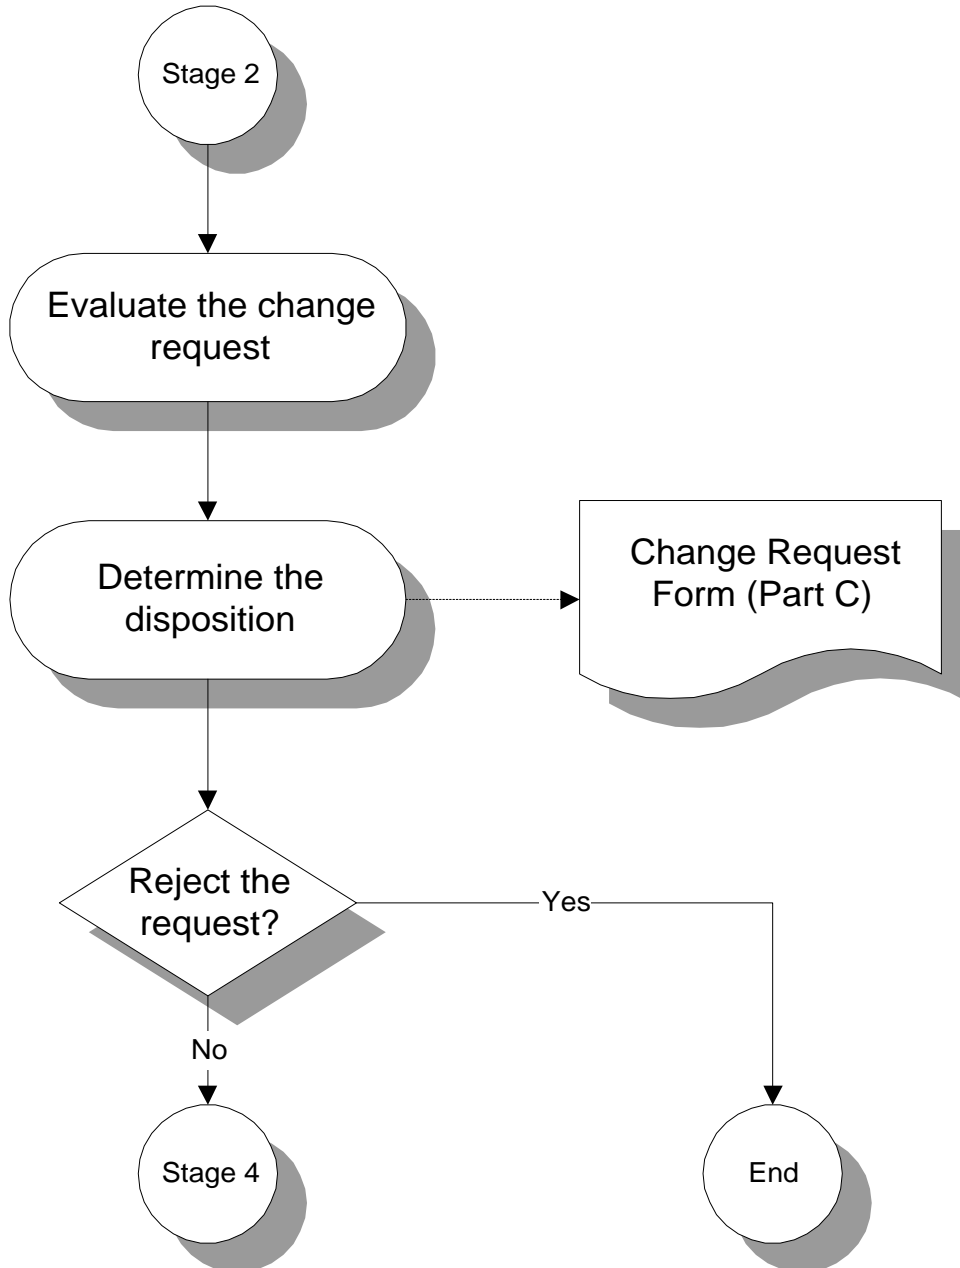 Stage 2
Evaluate the change
request
Determine the
disposition
Change Request
Form (Part C)
Reject the
request?
Yes
No
Stage 4
End